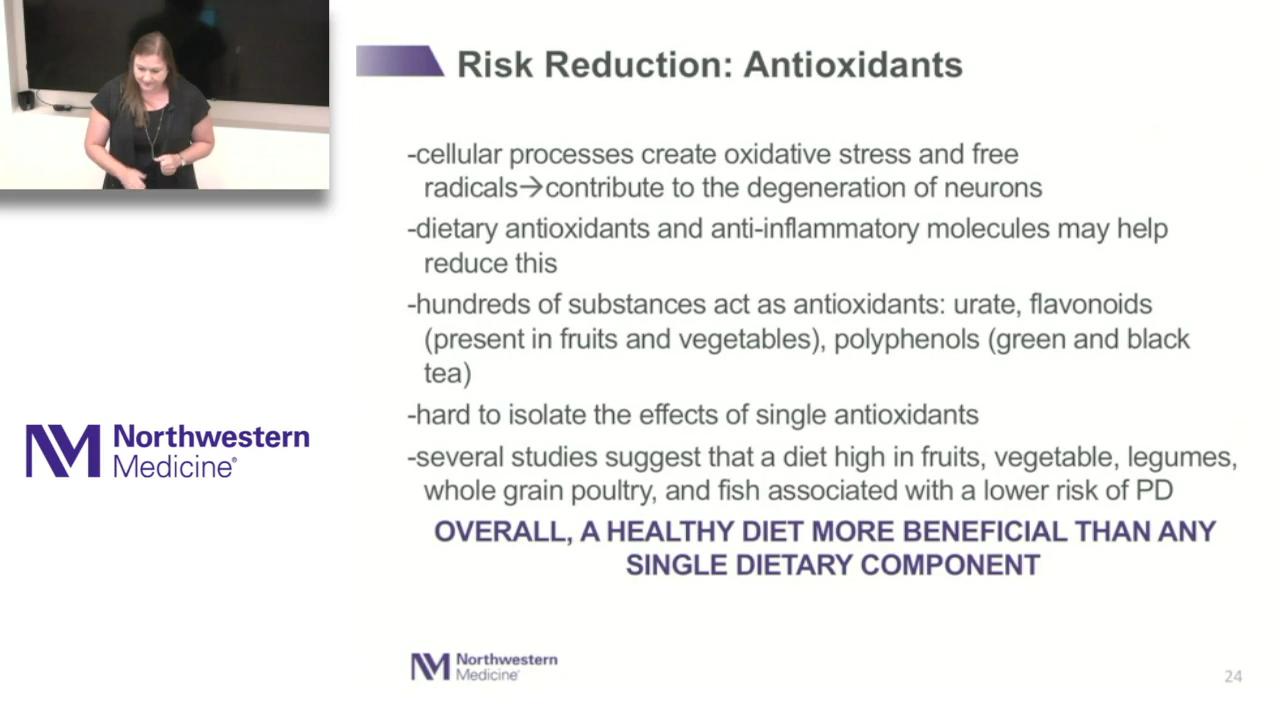 Risk Reduction: Antioxidants
-cellular processes create oxidative stress and free
radicals→contribute to the degeneration of neurons
-dietary antioxidants and anti-inflammatory molecules may help
reduce this
-hundreds of substances act as antioxidants: urate, flavonoids
(present in fruits and vegetables), polyphenols (green and black
tea)
-hard to isolate the effects of single antioxidants
-several studies suggest that a diet high in fruits, vegetable, legumes,
whole grain poultry, and fish associated with a lower risk of PD
OVERALL, A HEALTHY DIET MORE BENEFICIAL THAN ANY
SINGLE DIETARY COMPONENT
Northwestern
Medicine®
Northwestern
Medicine®
24